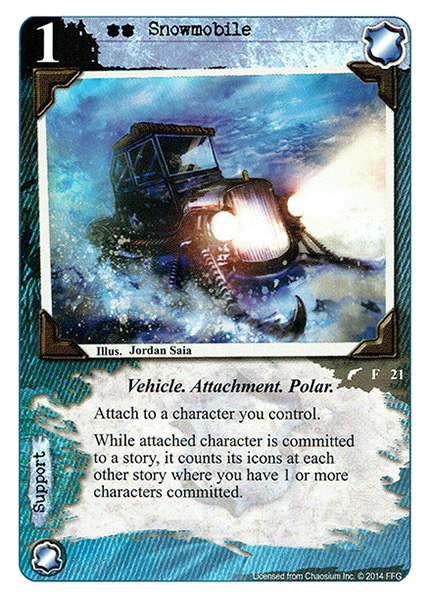 1
Snowmobile
Illus. Jordan Saia
F 21
Vehicle. Attachment. Polar.
Attach to a character you control.
While attached character is committed
to a story, it counts its icons at each
other story where you have 1 or more
characters committed.
Support
Licensed from Chaosium Inc. © 2014 FFG